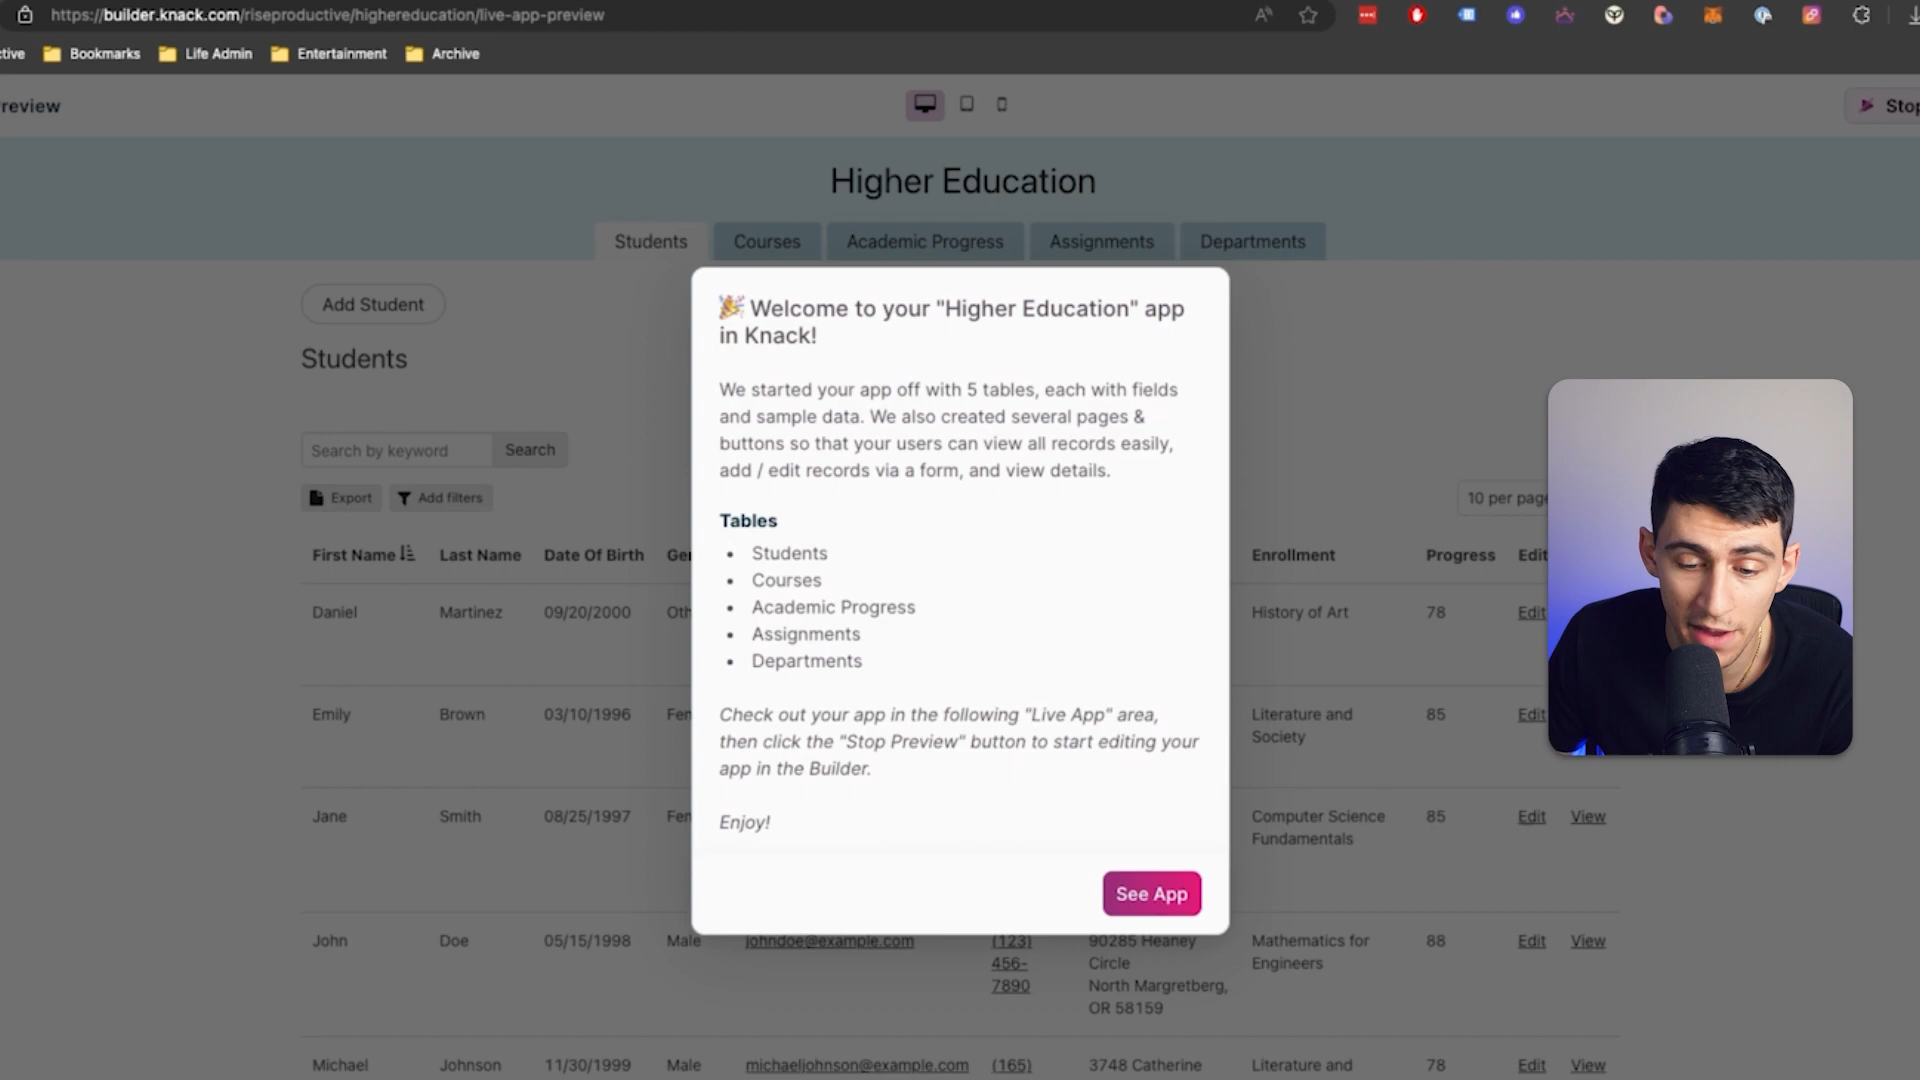 https://builder.knack.com/riseproductive/highereducation/live-app-preview
Bookmarks Life Admin Entertainment Archive
Higher Education
Students Courses Academic Progress Assignments Departments
Add Student
Students
Search by keyword Search
Export Add filters
10 per page
First Name Last Name Date Of Birth Enrollment Progress Edit
Daniel Martinez 09/20/2000 History of Art 78 Edit
Emily Brown 03/10/1996 Literature and Society 85 Edit
Jane Smith 08/25/1997 Computer Science Fundamentals 85 Edit View
John Doe 05/15/1998 Male johndoe@example.com (123) 456-7890 90285 Heaney Circle North Margretberg, OR 58159 Mathematics for Engineers 88 Edit View
Michael Johnson 11/30/1999 Male michaeljohnson@example.com (165) 3748 Catherine Literature and 78 Edit View
🎉 Welcome to your "Higher Education" app
in Knack!
We started your app off with 5 tables, each with fields
and sample data. We also created several pages &
buttons so that your users can view all records easily,
add / edit records via a form, and view details.
Tables
• Students
• Courses
• Academic Progress
• Assignments
• Departments
Check out your app in the following "Live App" area,
then click the "Stop Preview" button to start editing your
app in the Builder.
Enjoy!
See App